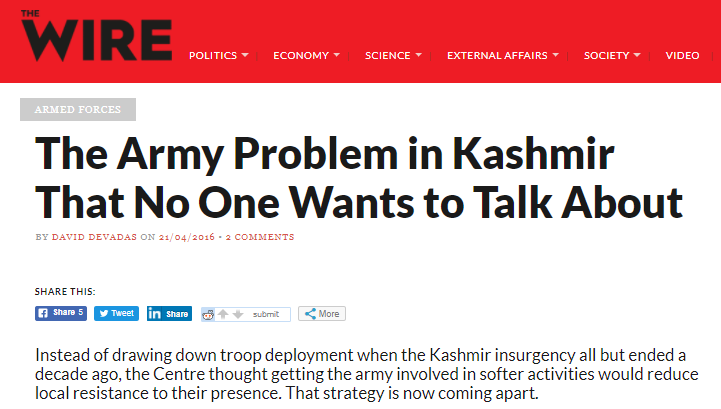 THE
WIRE
POLITICS ECONOMY SCIENCE EXTERNAL AFFAIRS SOCIETY VIDEO
ARMED FORCES
The Army Problem in Kashmir
That No One Wants to Talk About
BY DAVID DEVADAS ON 21/04/2016 • 2 COMMENTS
SHARE THIS:
Share 5 Tweet in Share submit More
Instead of drawing down troop deployment when the Kashmir insurgency all but ended a
decade ago, the Centre thought getting the army involved in softer activities would reduce
local resistance to their presence. That strategy is now coming apart.